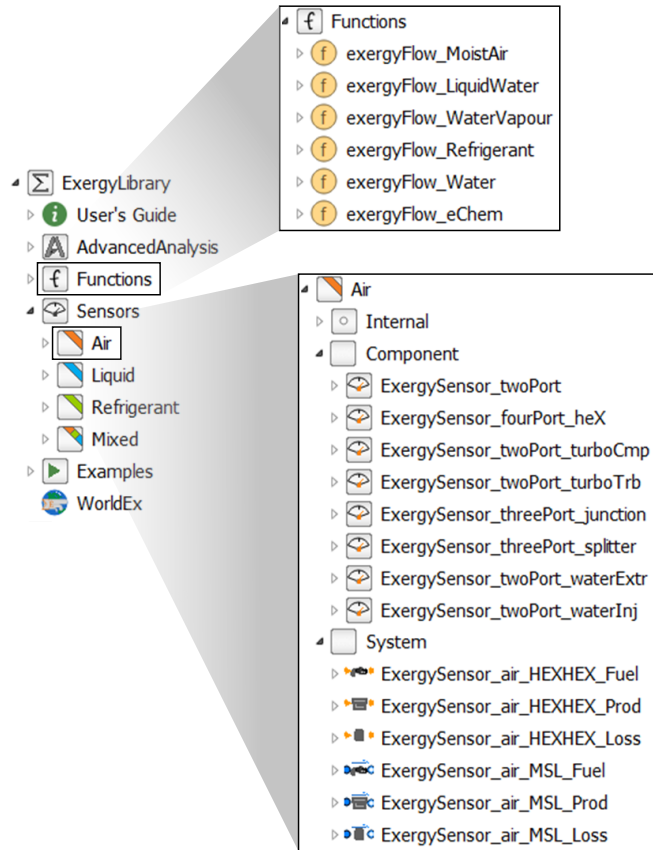 ExergyLibrary
User's Guide
AdvancedAnalysis
Functions
Sensors
Air
Liquid
Refrigerant
Mixed
Examples
WorldEx
Functions
exergyFlow_MoistAir
exergyFlow_LiquidWater
exergyFlow_WaterVapour
exergyFlow_Refrigerant
exergyFlow_Water
exergyFlow_eChem
Air
Internal
Component
ExergySensor_twoPort
ExergySensor_fourPort_heX
ExergySensor_twoPort_turboCmp
ExergySensor_twoPort_turboTrb
ExergySensor_threePort_junction
ExergySensor_threePort_splitter
ExergySensor_twoPort_waterExtr
ExergySensor_twoPort_waterInj
System
ExergySensor_air_HEXHEX_Fuel
ExergySensor_air_HEXHEX_Prod
ExergySensor_air_HEXHEX_Loss
ExergySensor_air_MSL_Fuel
ExergySensor_air_MSL_Prod
ExergySensor_air_MSL_Loss